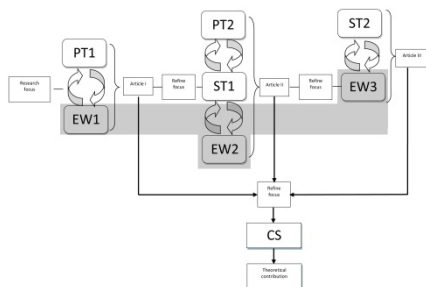 ST2
PT2
PT1
Article III
Research
focus
Article I
Refine
focus
ST1
Article II
Refine
focus
EW3
EW1
EW2
Refine
focus
CS
Theoretical
contribution